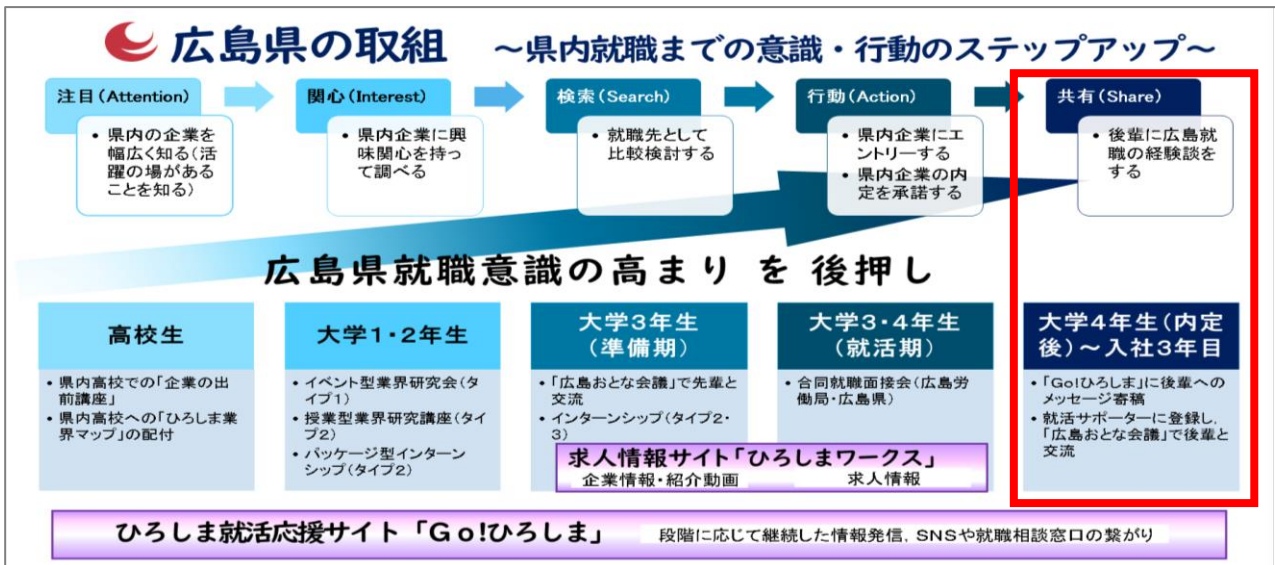 広島県の取組 ～県内就職までの意識・行動のステップアップ～
注目(Attention)
・県内の企業を
幅広く知る(活
躍の場がある
ことを知る)
関心(Interest)
・県内企業に興
味関心を持っ
て調べる
検索(Search)
・就職先として
比較検討する
行動(Action)
・県内企業にエ
ントリーする
・県内企業の内
定を承諾する
共有(Share)
・後輩に広島就
職の経験談を
する
広島県就職意識の高まり を 後押し
高校生
・県内高校での「企業の出
前講座」
・県内高校への「ひろしま業
界マップ」の配付
大学1・2年生
・イベント型業界研究会(タ
イプ1)
・授業型業界研究講座(タイ
プ2)
・パッケージ型インターン
シップ(タイプ2)
大学3年生
(準備期)
・「広島おとな会議」で先輩と
交流
・インターンシップ(タイプ2・
3)
大学3・4年生
(就活期)
・合同就職面接会(広島労
働局・広島県)
求人情報サイト「ひろしまワークス」
企業情報・紹介動画 求人情報
大学4年生(内定
後)～入社3年目
・「Go!ひろしま」に後輩への
メッセージ寄稿
・就活サポーターに登録し,
「広島おとな会議」で後輩と
交流
ひろしま就活応援サイト「Go!ひろしま」 段階に応じて継続した情報発信, SNSや就職相談窓口の繋がり